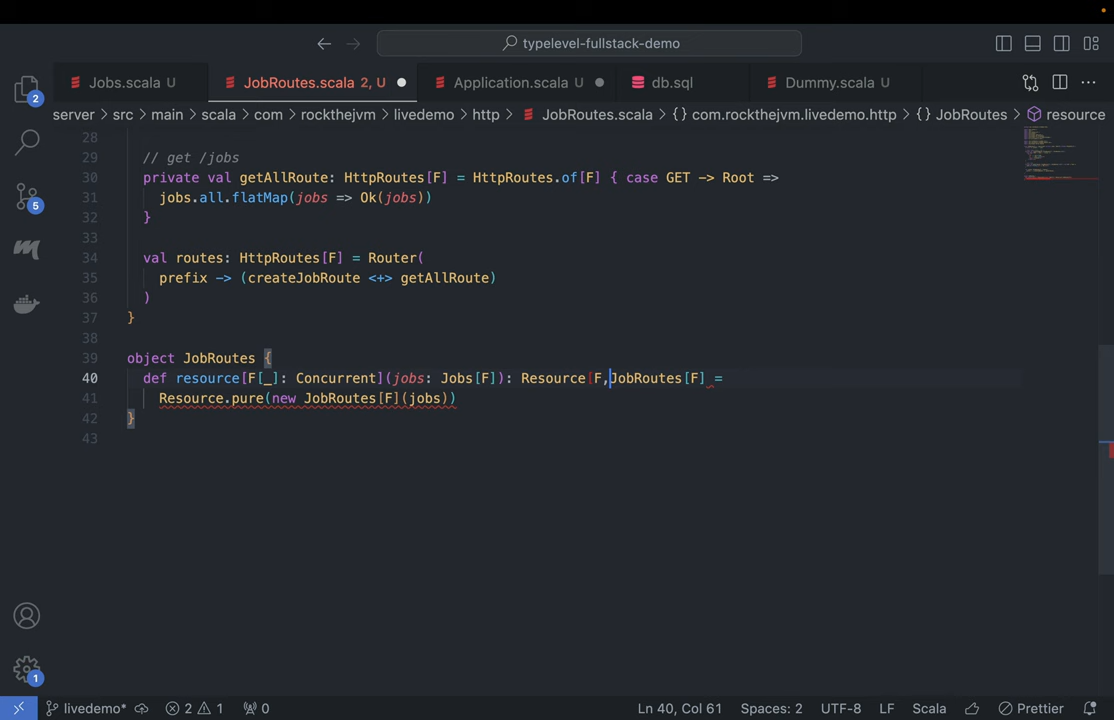 typelevel-fullstack-demo
Jobs.scala U
JobRoutes.scala 2, U
Application.scala U
db.sql
Dummy.scala U
server > src > main > scala > com > rockthejvm > livedemo > http > JobRoutes.scala > {} com.rockthejvm.livedemo.http > {} JobRoutes > resource
2
5
1
28
29 // get /jobs
30 private val getAllRoute: HttpRoutes[F] = HttpRoutes.of[F] { case GET -> Root =>
31 jobs.all.flatMap(jobs => Ok(jobs))
32 }
33
34 val routes: HttpRoutes[F] = Router(
35 prefix -> (createJobRoute <+> getAllRoute)
36 )
37 }
38
39 object JobRoutes {
40 def resource[F[_]: Concurrent](jobs: Jobs[F]): Resource[F,JobRoutes[F] =
41 Resource.pure(new JobRoutes[F](jobs))
42 }
43
livedemo* 2 1 0 Ln 40, Col 61 Spaces: 2 UTF-8 LF Scala Prettier